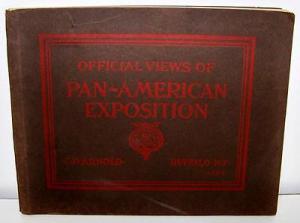 OFFICIAL VIEWS OF
PAN-AMERICAN
EXPOSITION
C.D. ARNOLD BUFFALO N.Y.